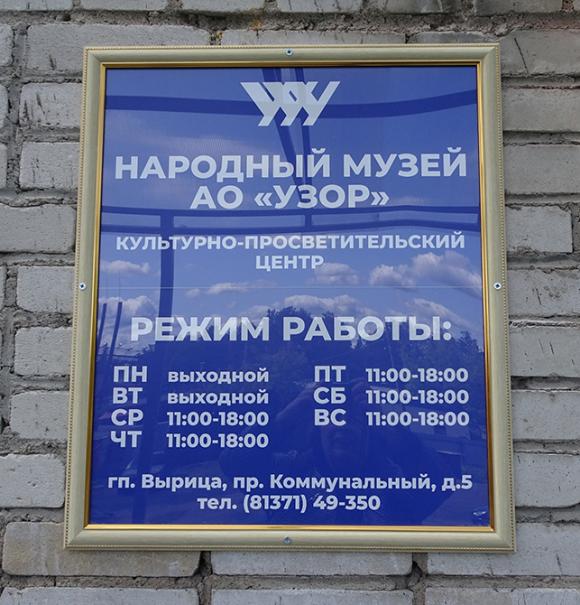 НАРОДНЫЙ МУЗЕЙ
АО «УЗОР»
КУЛЬТУРНО-ПРОСВЕТИТЕЛЬСКИЙ
ЦЕНТР
РЕЖИМ РАБОТЫ:
ПН выходной
ВТ выходной
СР 11:00-18:00
ЧТ 11:00-18:00
ПТ 11:00-18:00
СБ 11:00-18:00
ВС 11:00-18:00
гп. Вырица, пр. Коммунальный, д.5
тел. (81371) 49-350